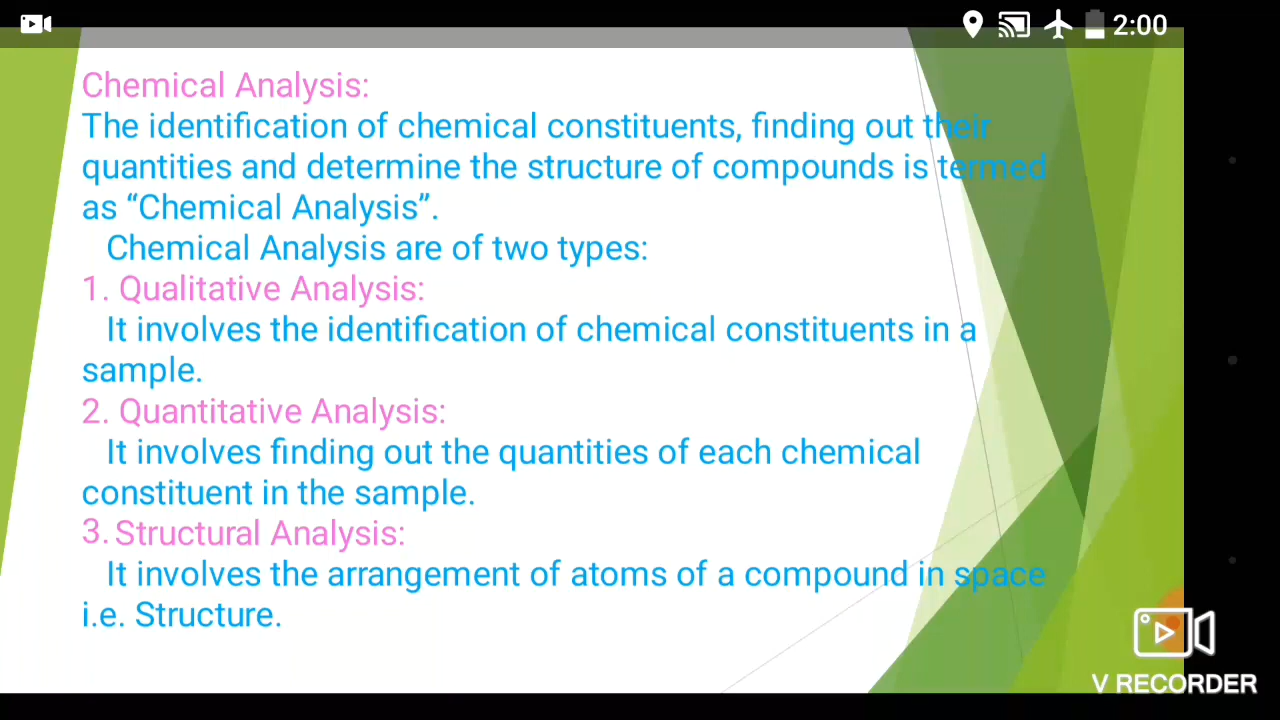 2:00
Chemical Analysis:
The identification of chemical constituents, finding out their
quantities and determine the structure of compounds is termed
as “Chemical Analysis”.
Chemical Analysis are of two types:
1. Qualitative Analysis:
It involves the identification of chemical constituents in a
sample.
2. Quantitative Analysis:
It involves finding out the quantities of each chemical
constituent in the sample.
3. Structural Analysis:
It involves the arrangement of atoms of a compound in space
i.e. Structure.
V RECORDER